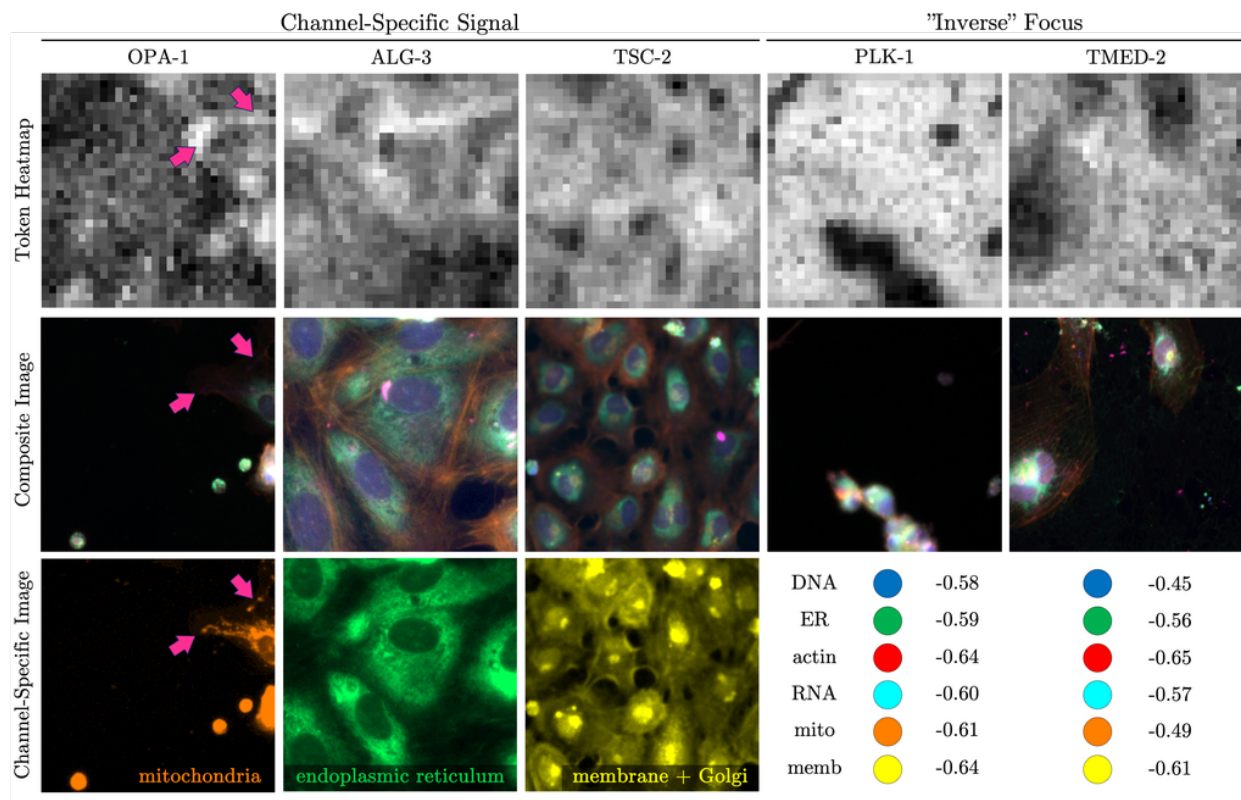 Channel-Specific Signal
"Inverse" Focus
OPA-1
ALG-3
TSC-2
PLK-1
TMED-2
Token Heatmap
Composite Image
Channel-Specific Image
mitochondria
endoplasmic reticulum
membrane + Golgi
DNA -0.58 -0.45
ER -0.59 -0.56
actin -0.64 -0.65
RNA -0.60 -0.57
mito -0.61 -0.49
memb -0.64 -0.61